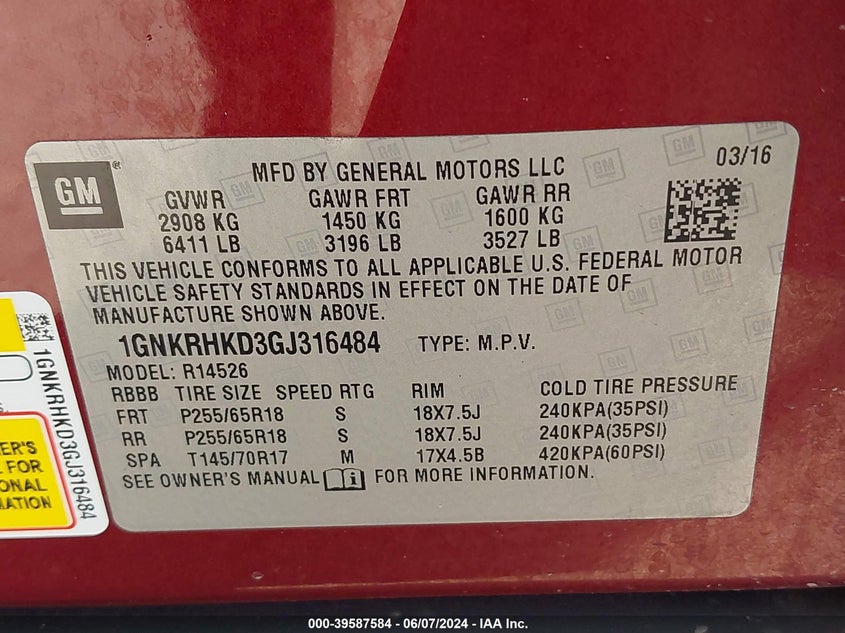 GM
MFD BY GENERAL MOTORS LLC
03/16
GVWR GAWR FRT GAWR RR
2908 KG 1450 KG 1600 KG
6411 LB 3196 LB 3527 LB
THIS VEHICLE CONFORMS TO ALL APPLICABLE U.S. FEDERAL MOTOR
VEHICLE SAFETY STANDARDS IN EFFECT ON THE DATE OF
MANUFACTURE SHOWN ABOVE.
1GNKRHKD3GJ316484 TYPE: M.P.V.
MODEL: R14526
RBBB TIRE SIZE SPEED RTG RIM COLD TIRE PRESSURE
FRT P255/65R18 S 18X7.5J 240KPA(35PSI)
RR P255/65R18 S 18X7.5J 240KPA(35PSI)
SPA T145/70R17 M 17X4.5B 420KPA(60PSI)
SEE OWNER'S MANUAL FOR MORE INFORMATION.
1GNKRHKD3GJ316484
ER'S
L FOR
ONAL
MATION
000-39587584 - 06/07/2024 - IAA Inc.